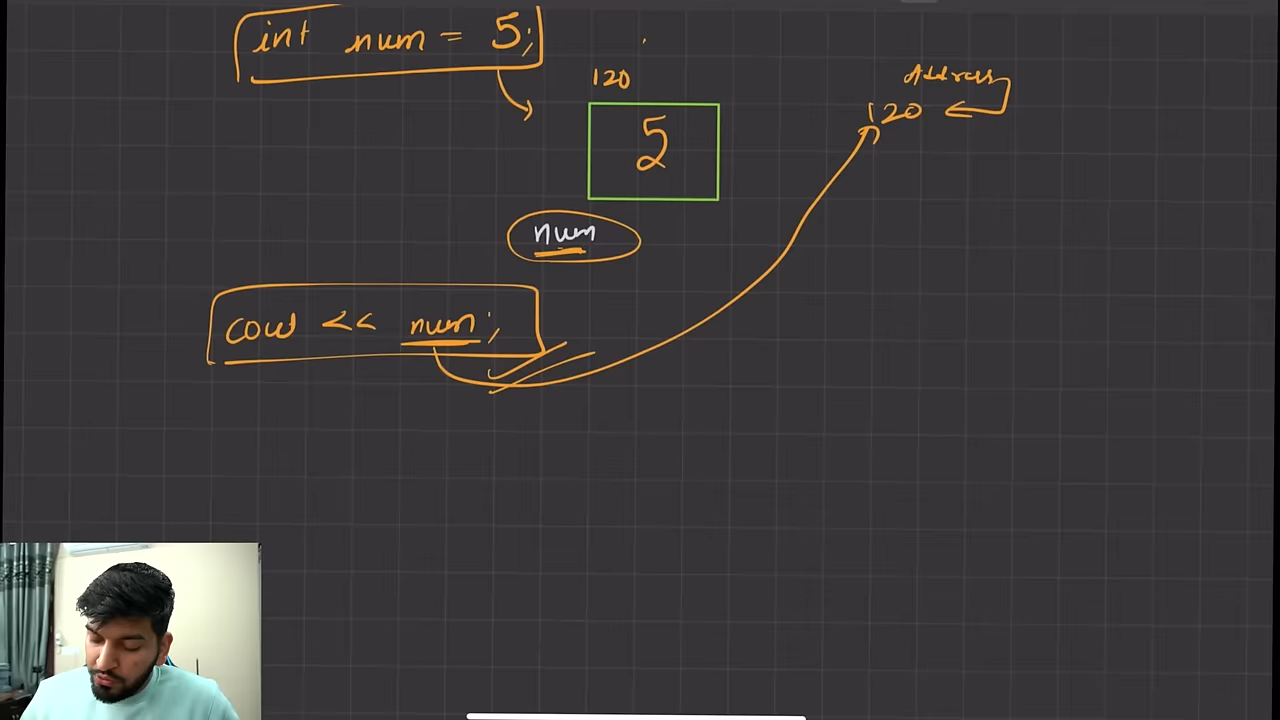 int num = 5;
120
Address
120
5
num
cout << num;